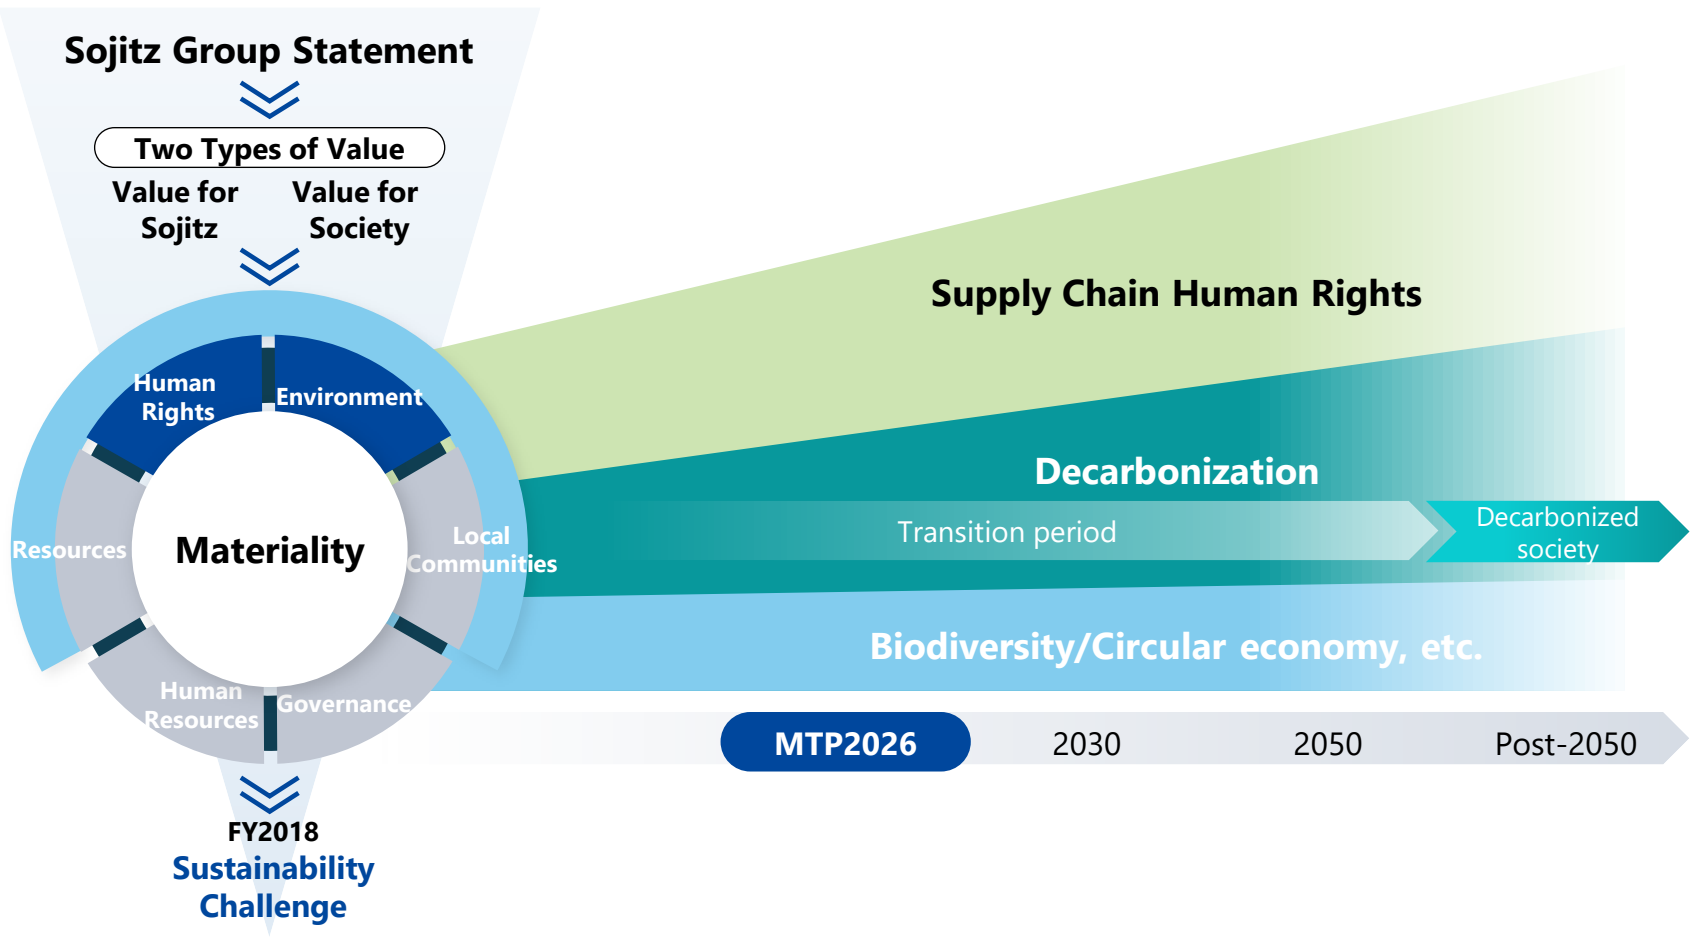 Sojitz Group Statement
Two Types of Value
Value for
Sojitz
Value for
Society
Human
Rights
Environment
Resources
Materiality
Local
Communities
Human
Resources
Governance
FY2018
Sustainability
Challenge
Supply Chain Human Rights
Decarbonization
Transition period
Decarbonized
society
Biodiversity/Circular economy, etc.
MTP2026
2030
2050
Post-2050